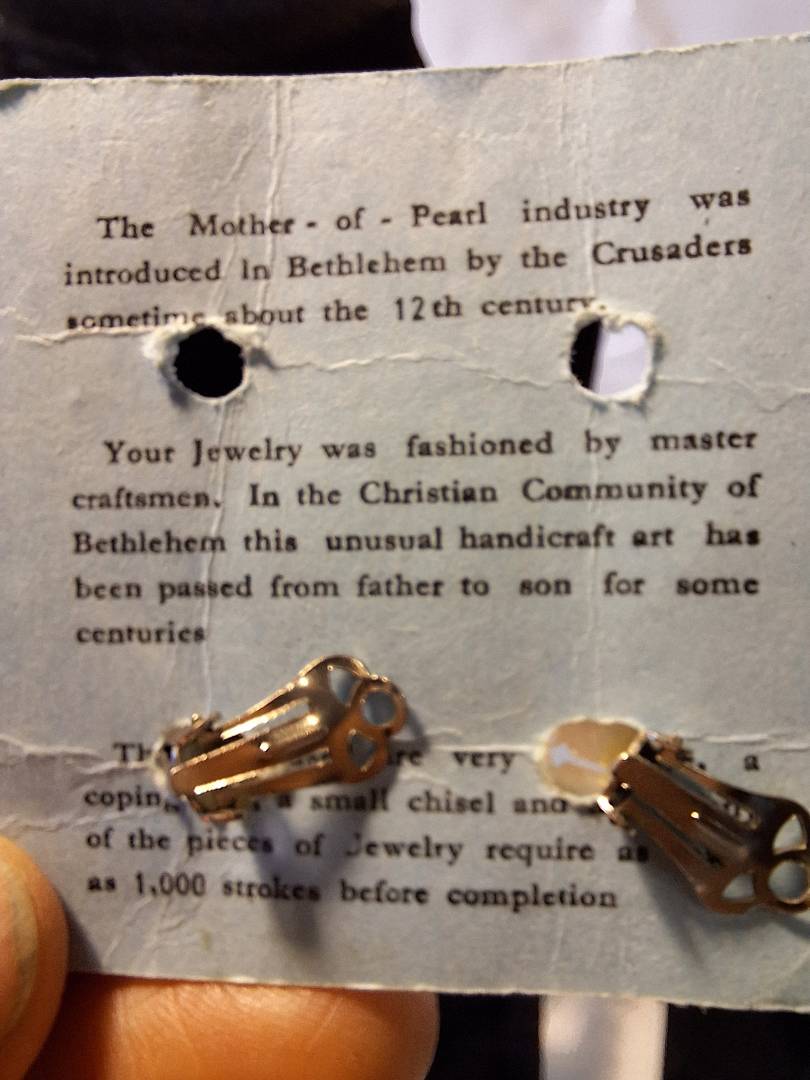 The Mother - of - Pearl industry was
introduced In Bethlehem by the Crusaders
sometime about the 12th century.
Your Jewelry was fashioned by master
craftsmen. In the Christian Community of
Bethlehem this unusual handicraft art has
been passed from father to son for some
centuries
are very a
a small chisel and
of the pieces of Jewelry require as
as 1,000 strokes before completion